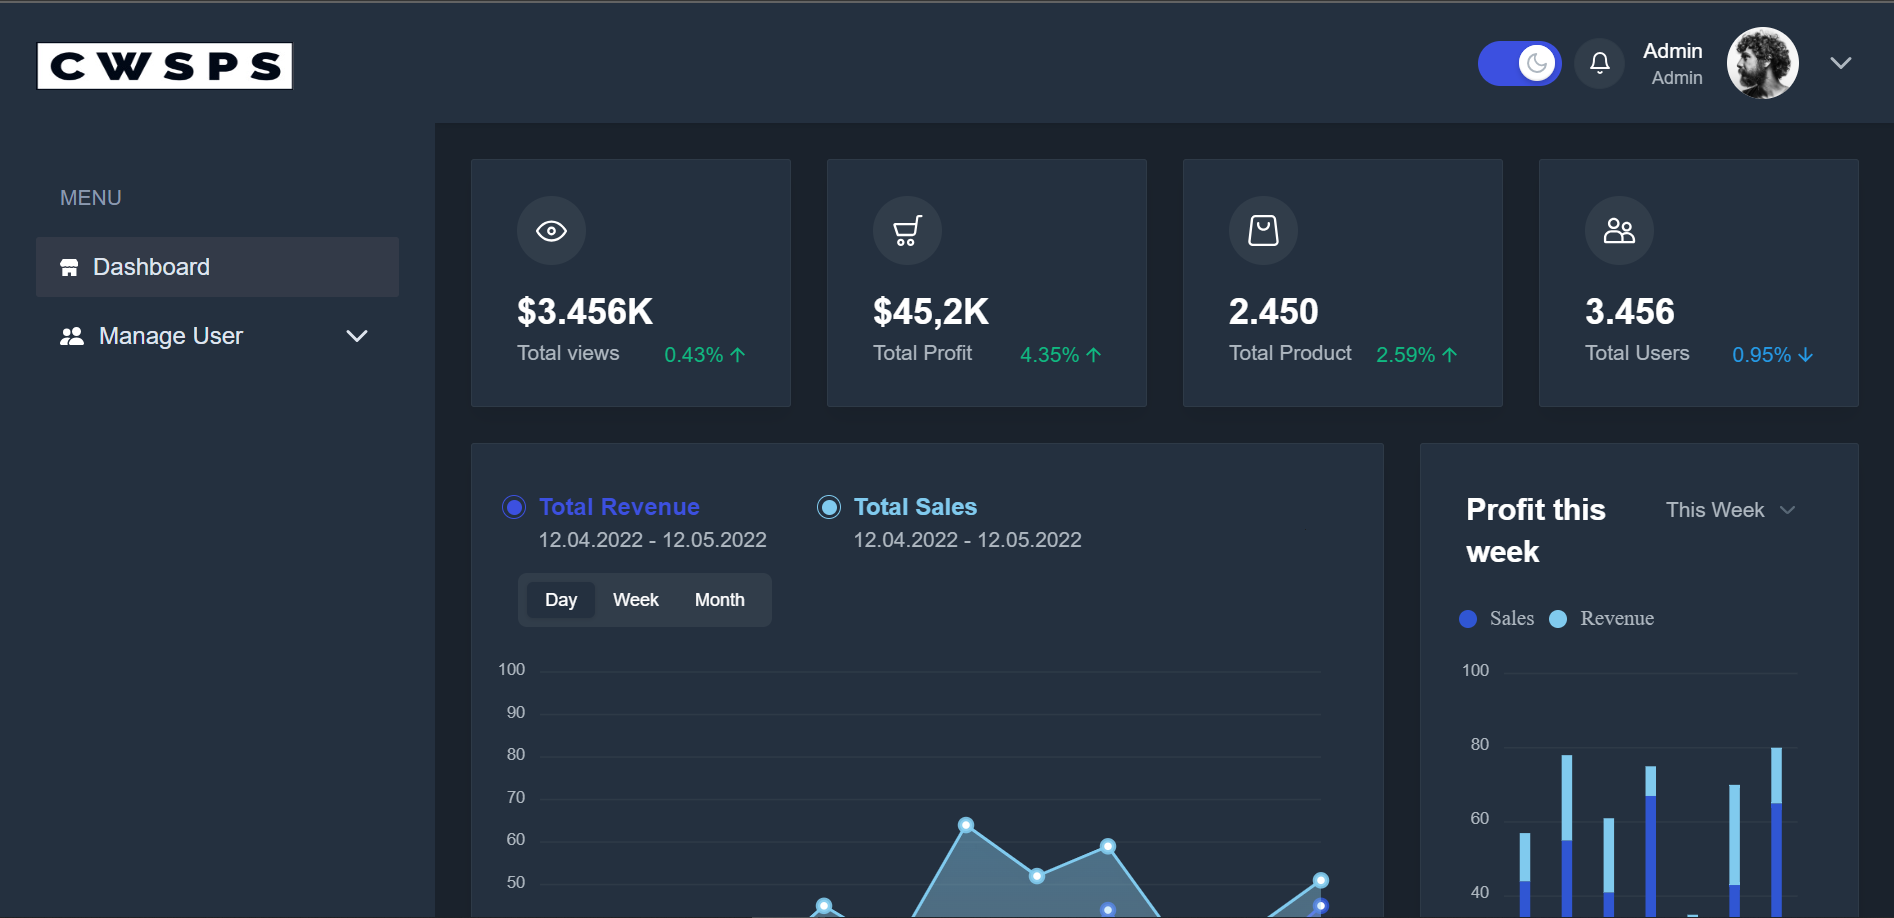 CWSPS
Admin
Admin
MENU
Dashboard
Manage User
$3.456K
Total views 0.43%
$45,2K
Total Profit 4.35%
2.450
Total Product 2.59%
3.456
Total Users 0.95%
Total Revenue
12.04.2022 - 12.05.2022
Total Sales
12.04.2022 - 12.05.2022
Day Week Month
100
90
80
70
60
50
Profit this
week
This Week
Sales Revenue
100
80
60
40